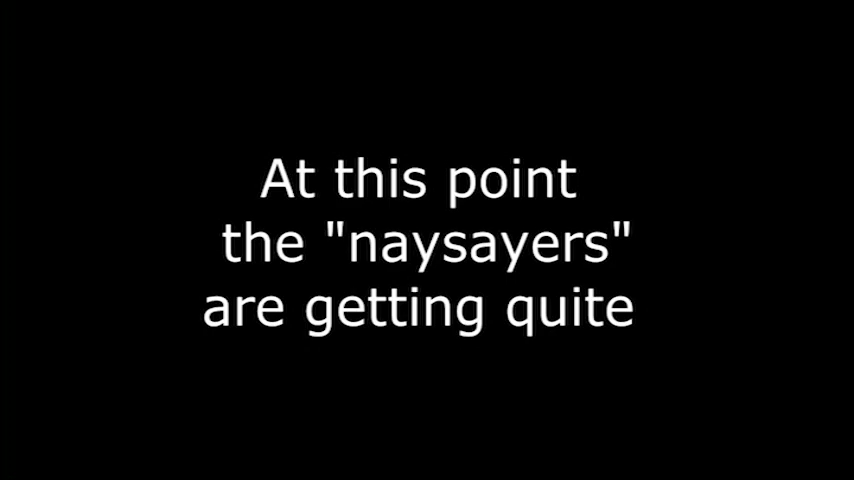 At this point
the "naysayers"
are getting quite